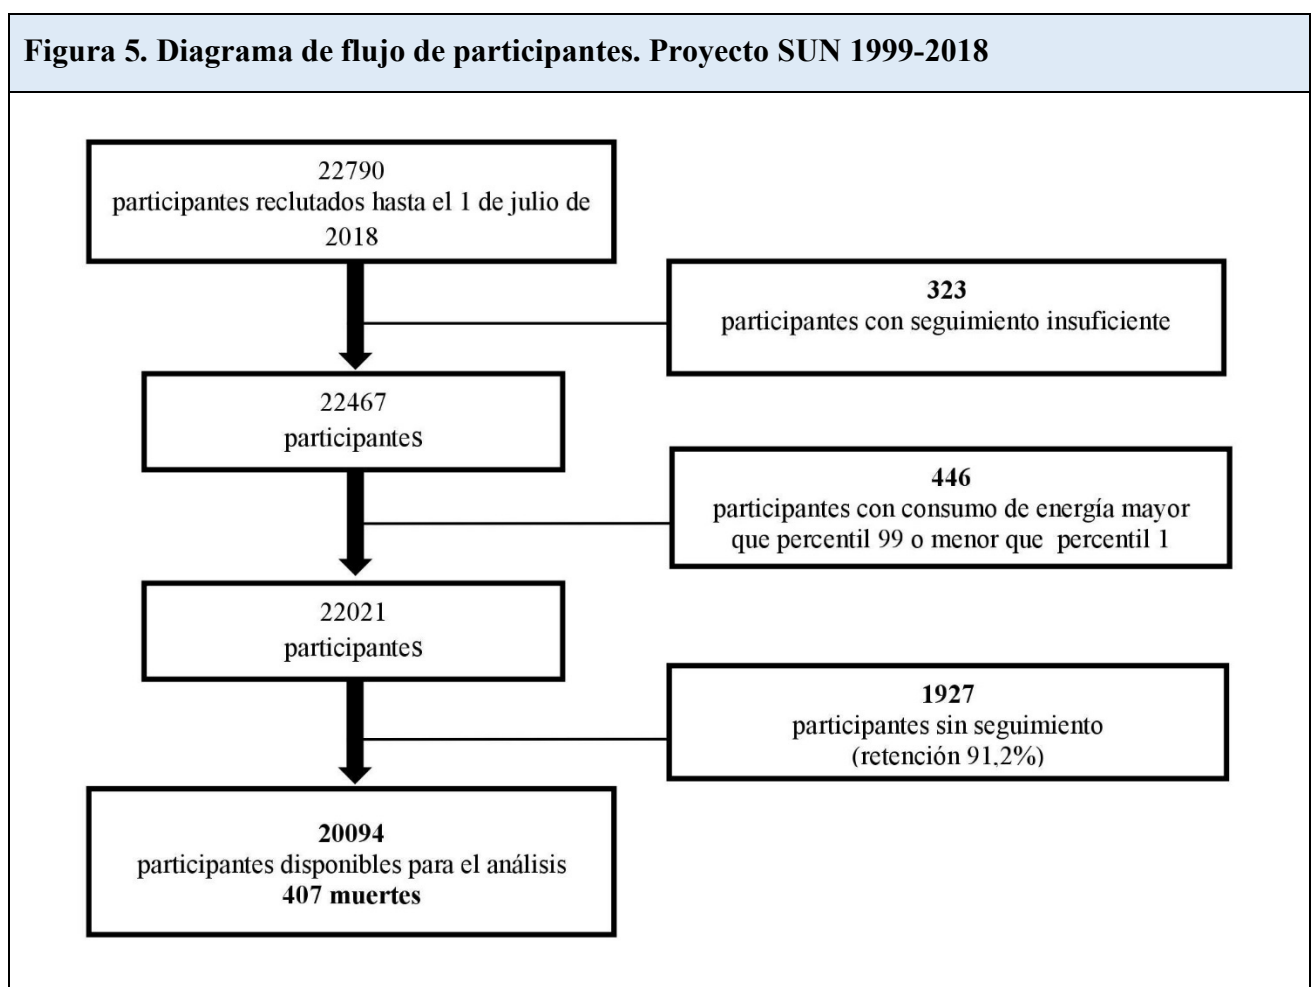 Figura 5. Diagrama de flujo de participantes. Proyecto SUN 1999-2018
22790
participantes reclutados hasta el 1 de julio de
2018
323
participantes con seguimiento insuficiente
22467
participantes
446
participantes con consumo de energía mayor
que percentil 99 o menor que percentil 1
22021
participantes
1927
participantes sin seguimiento
(retención 91,2%)
20094
participantes disponibles para el análisis
407 muertes